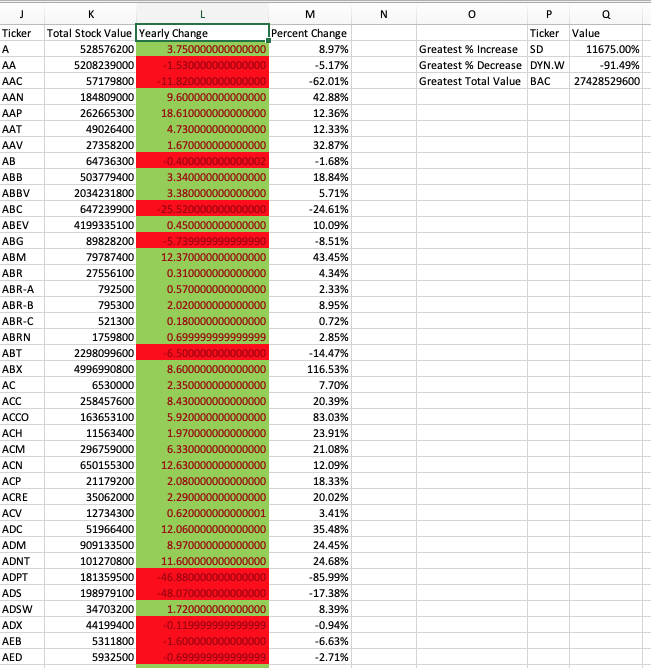 J K L M N O P Q
Ticker Total Stock Value Yearly Change Percent Change Ticker Value
A 528576200 3.750000000000000 8.97% Greatest % Increase SD 11675.00%
AA 5208239000 -1.530000000000000 -5.17% Greatest % Decrease DYN.W -91.49%
AAC 57179800 -11.820000000000000 -62.01% Greatest Total Value BAC 27428529600
AAN 184809000 9.600000000000000 42.88%
AAP 262665300 18.610000000000000 12.36%
AAT 49026400 4.730000000000000 12.33%
AAV 27358200 1.670000000000000 32.87%
AB 64736300 -0.400000000000002 -1.68%
ABB 503779400 3.340000000000000 18.84%
ABBV 2034231800 3.380000000000000 5.71%
ABC 647239900 -25.520000000000000 -24.61%
ABEV 4199335100 0.450000000000000 10.09%
ABG 89828200 -5.739999999999990 -8.51%
ABM 79787400 12.370000000000000 43.45%
ABR 27556100 0.310000000000000 4.34%
ABR-A 792500 0.570000000000000 2.33%
ABR-B 795300 2.020000000000000 8.95%
ABR-C 521300 0.180000000000000 0.72%
ABRN 1759800 0.699999999999999 2.85%
ABT 2298099600 -6.500000000000000 -14.47%
ABX 4996990800 8.600000000000000 116.53%
AC 6530000 2.350000000000000 7.70%
ACC 258457600 8.430000000000000 20.39%
ACCO 163653100 5.920000000000000 83.03%
ACH 11563400 1.970000000000000 23.91%
ACM 296759000 6.330000000000000 21.08%
ACN 650155300 12.630000000000000 12.09%
ACP 21179200 2.080000000000000 18.33%
ACRE 35062000 2.290000000000000 20.02%
ACV 12734300 0.620000000000001 3.41%
ADC 51966400 12.060000000000000 35.48%
ADM 909133500 8.970000000000000 24.45%
ADNT 101270800 11.600000000000000 24.68%
ADPT 181359500 -46.880000000000000 -85.99%
ADS 198979100 -48.070000000000000 -17.38%
ADSW 34703200 1.720000000000000 8.39%
ADX 44199400 -0.119999999999999 -0.94%
AEB 5311800 -1.600000000000000 -6.63%
AED 5932500 -0.699999999999999 -2.71%